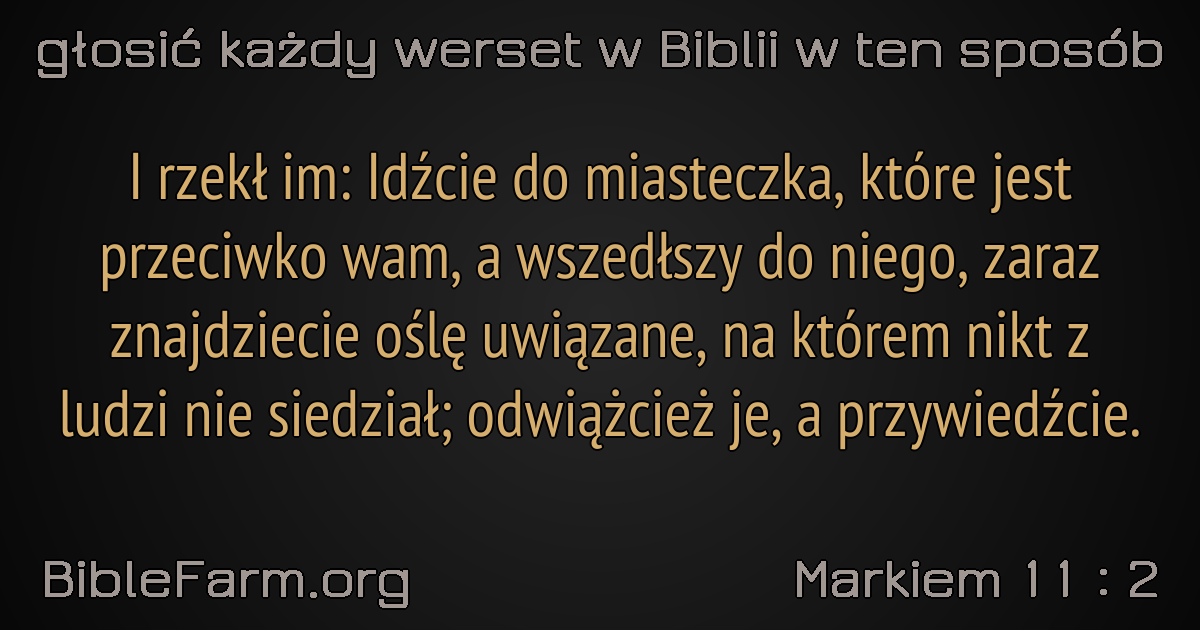 głosić każdy werset w Biblii w ten sposób
I rzekł im: Idźcie do miasteczka, które jest
przeciwko wam, a wszedłszy do niego, zaraz
znajdziecie oślę uwiązane, na którem nikt z
ludzi nie siedział; odwiążcież je, a przywiedźcie.
BibleFarm.org
Markiem 11 : 2